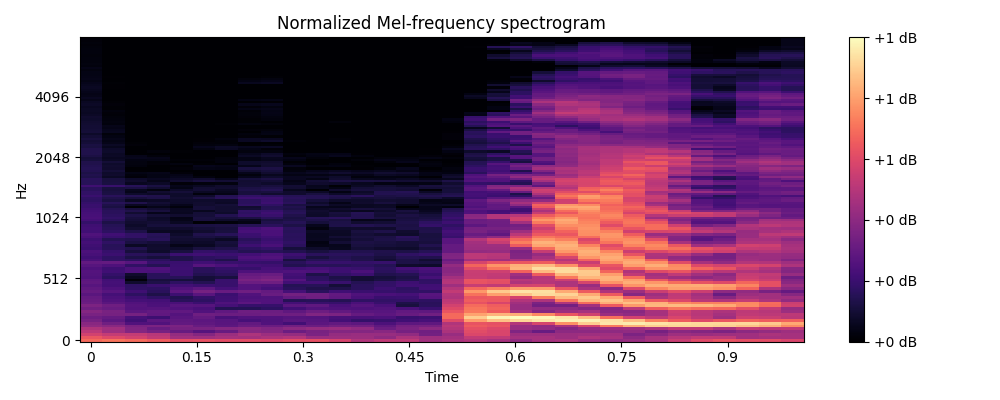 Normalized Mel-frequency spectrogram
Hz
4096
2048
1024
512
0
0 0.15 0.3 0.45 0.6 0.75 0.9
Time
+1 dB
+1 dB
+1 dB
+0 dB
+0 dB
+0 dB